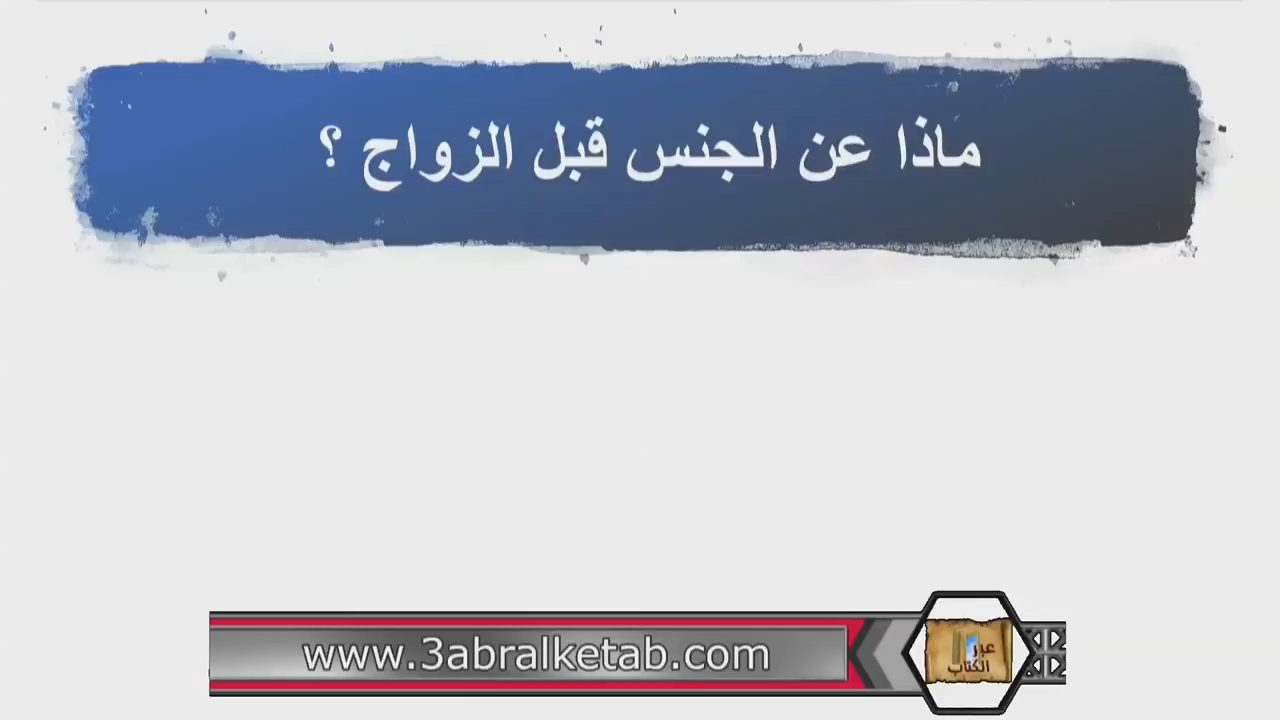 ماذا عن الجنس قبل الزواج ؟
www.3abralketab.com
عبر
الكتاب